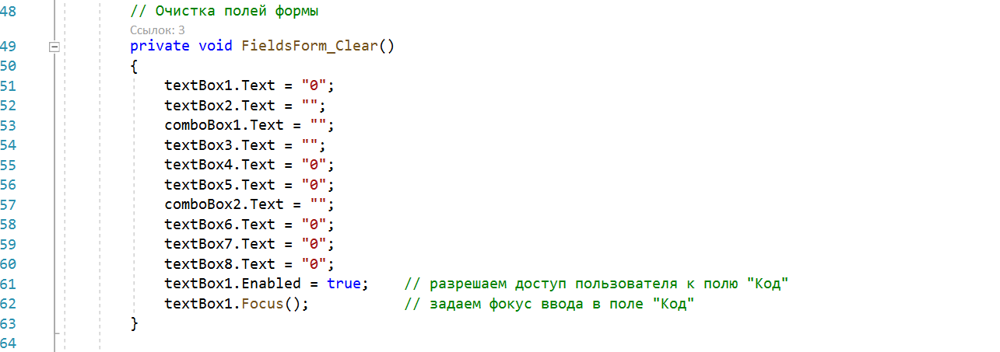 48 // Очистка полей формы
Ссылок: 3
49 private void FieldsForm_Clear()
50 {
51 textBox1.Text = "0";
52 textBox2.Text = "";
53 comboBox1.Text = "";
54 textBox3.Text = "";
55 textBox4.Text = "0";
56 textBox5.Text = "0";
57 comboBox2.Text = "";
58 textBox6.Text = "0";
59 textBox7.Text = "0";
60 textBox8.Text = "0";
61 textBox1.Enabled = true; // разрешаем доступ пользователя к полю "Код"
62 textBox1.Focus(); // задаем фокус ввода в поле "Код"
63 }
64